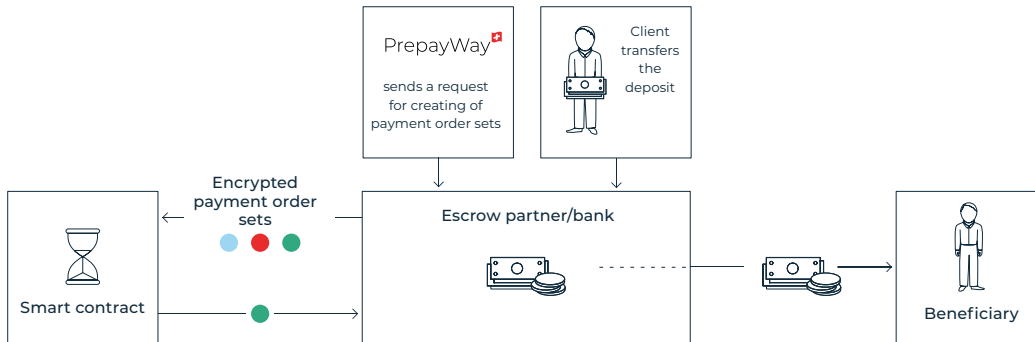 PrepayWay
sends a request
for creating of
payment order sets
Client
transfers
the
deposit
Encrypted
payment order
sets
Escrow partner/bank
Smart contract
Beneficiary